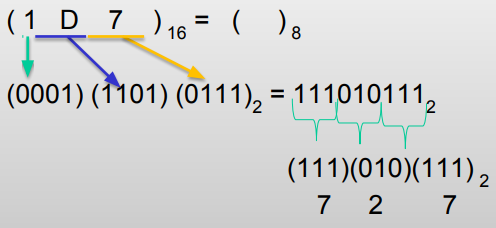 ( 1 D 7 )₁₆ = ( )₈
(0001) (1101) (0111)₂ = 111010111₂
(111)(010)(111)₂
7 2 7